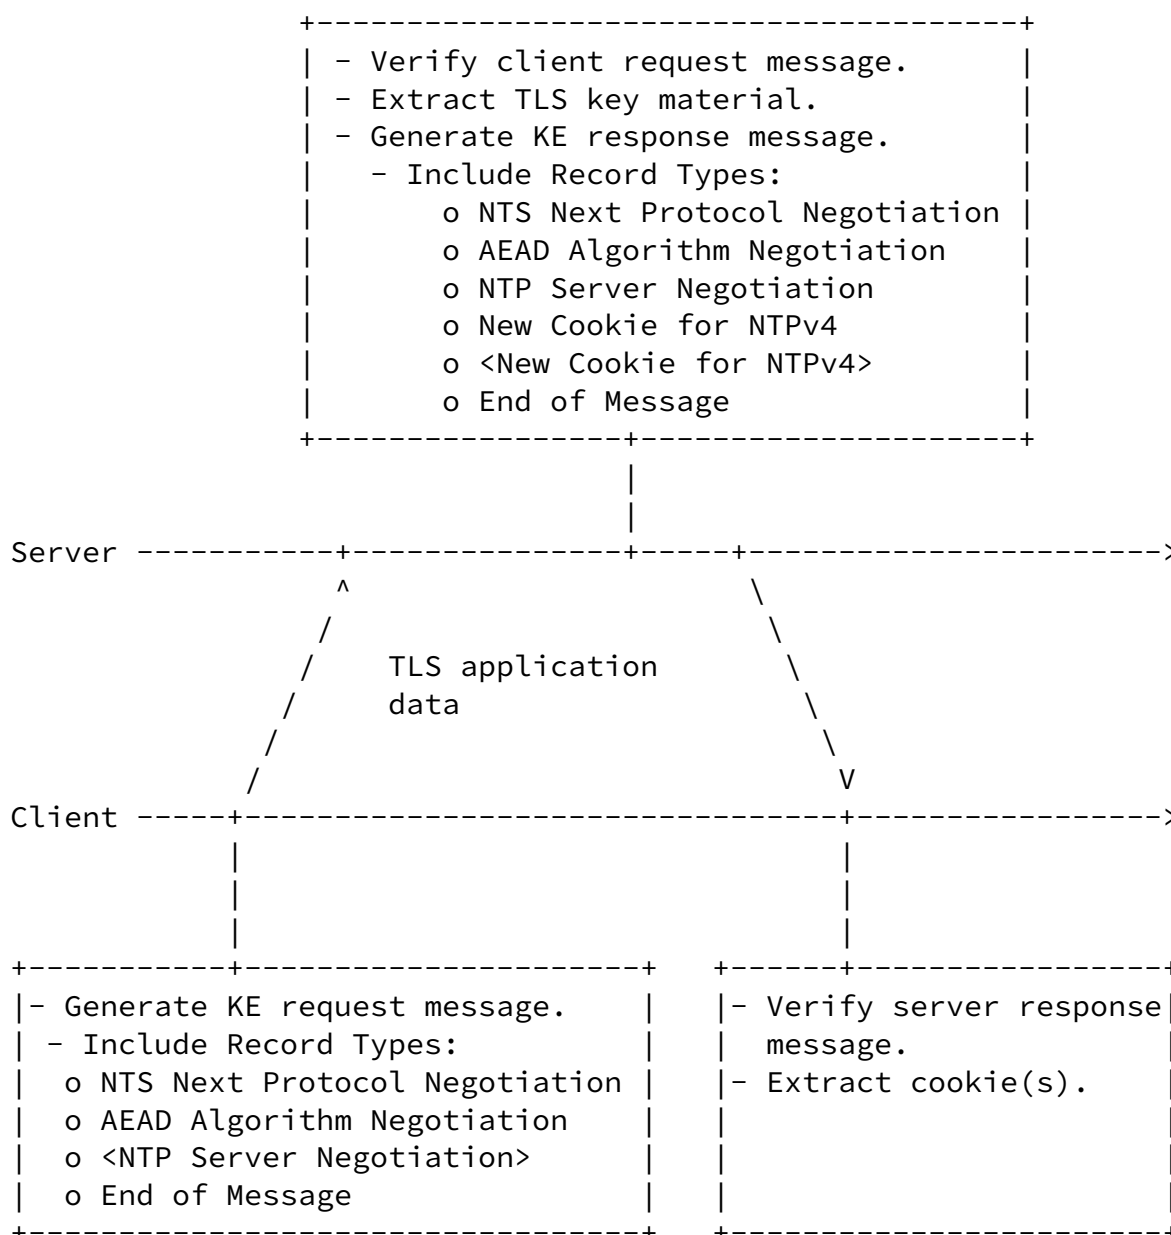 - Verify client request message.
- Extract TLS key material.
- Generate KE response message.
- Include Record Types:
o NTS Next Protocol Negotiation
o AEAD Algorithm Negotiation
o NTP Server Negotiation
o New Cookie for NTPv4
o <New Cookie for NTPv4>
o End of Message
Server
TLS application
data
Client
- Generate KE request message.
- Include Record Types:
o NTS Next Protocol Negotiation
o AEAD Algorithm Negotiation
o <NTP Server Negotiation>
o End of Message
- Verify server response
message.
- Extract cookie(s).